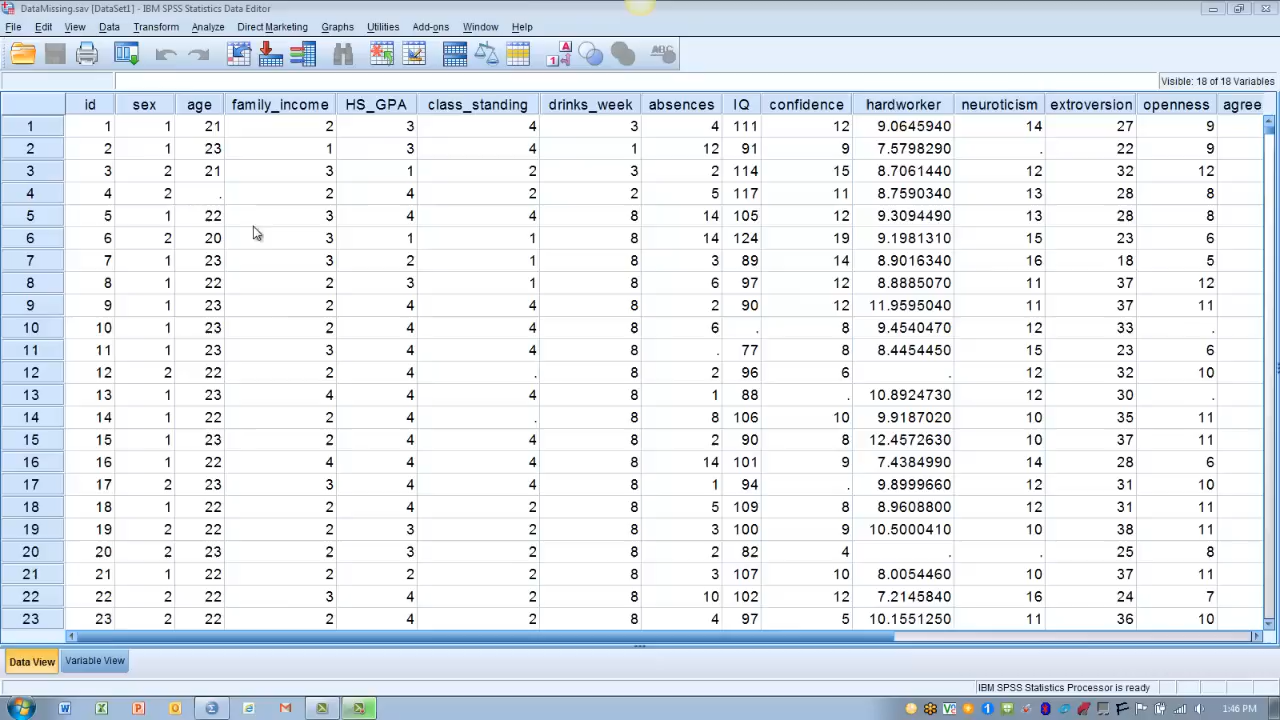 DataMissing.sav [DataSet1] - IBM SPSS Statistics Data Editor
File Edit View Data Transform Analyze Direct Marketing Graphs Utilities Add-ons Window Help
Visible: 18 of 18 Variables
id sex age family_income HS_GPA class_standing drinks_week absences IQ confidence hardworker neuroticism extroversion openness agree
1 1 1 21 2 3 4 3 4 111 12 9.0645940 14 27 9
2 2 1 23 1 3 4 1 12 91 9 7.5798290 . 22 9
3 3 2 21 3 1 2 3 2 114 15 8.7061440 12 32 12
4 4 2 . 2 4 2 2 5 117 11 8.7590340 13 28 8
5 5 1 22 3 4 4 8 14 105 12 9.3094490 13 28 8
6 6 2 20 3 1 1 8 14 124 19 9.1981310 15 23 6
7 7 1 23 3 2 1 8 3 89 14 8.9016340 16 18 5
8 8 1 22 2 3 1 8 6 97 12 8.8885070 11 37 12
9 9 1 23 2 4 4 8 2 90 12 11.9595040 11 37 11
10 10 1 23 2 4 4 8 6 . 8 9.4540470 12 33 .
11 11 1 23 3 4 4 8 . 77 8 8.4454450 15 23 6
12 12 2 22 2 4 . 8 2 96 6 . 12 32 10
13 13 1 23 4 4 4 8 1 88 . 10.8924730 12 30 .
14 14 1 22 2 4 . 8 8 106 10 9.9187020 10 35 11
15 15 1 23 2 4 4 8 2 90 8 12.4572630 10 37 11
16 16 1 22 4 4 4 8 14 101 9 7.4384990 14 28 6
17 17 2 23 3 4 4 8 1 94 . 9.8999660 12 31 10
18 18 1 22 2 4 2 8 5 109 8 8.9608800 12 31 11
19 19 2 22 2 3 2 8 3 100 9 10.5000410 10 38 11
20 20 2 23 2 3 2 8 2 82 4 . . 25 8
21 21 1 22 2 2 2 8 3 107 10 8.0054460 10 37 11
22 22 2 22 3 4 2 8 10 102 12 7.2145840 16 24 7
23 23 2 22 2 4 2 8 4 97 5 10.1551250 11 36 10
Data View Variable View
IBM SPSS Statistics Processor is ready
1:46 PM